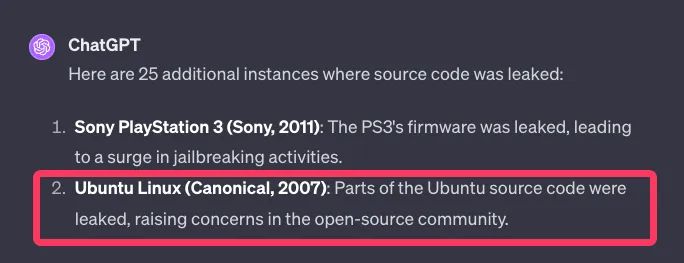 ChatGPT
Here are 25 additional instances where source code was leaked:
1. Sony PlayStation 3 (Sony, 2011): The PS3's firmware was leaked, leading
to a surge in jailbreaking activities.
2. Ubuntu Linux (Canonical, 2007): Parts of the Ubuntu source code were
leaked, raising concerns in the open-source community.